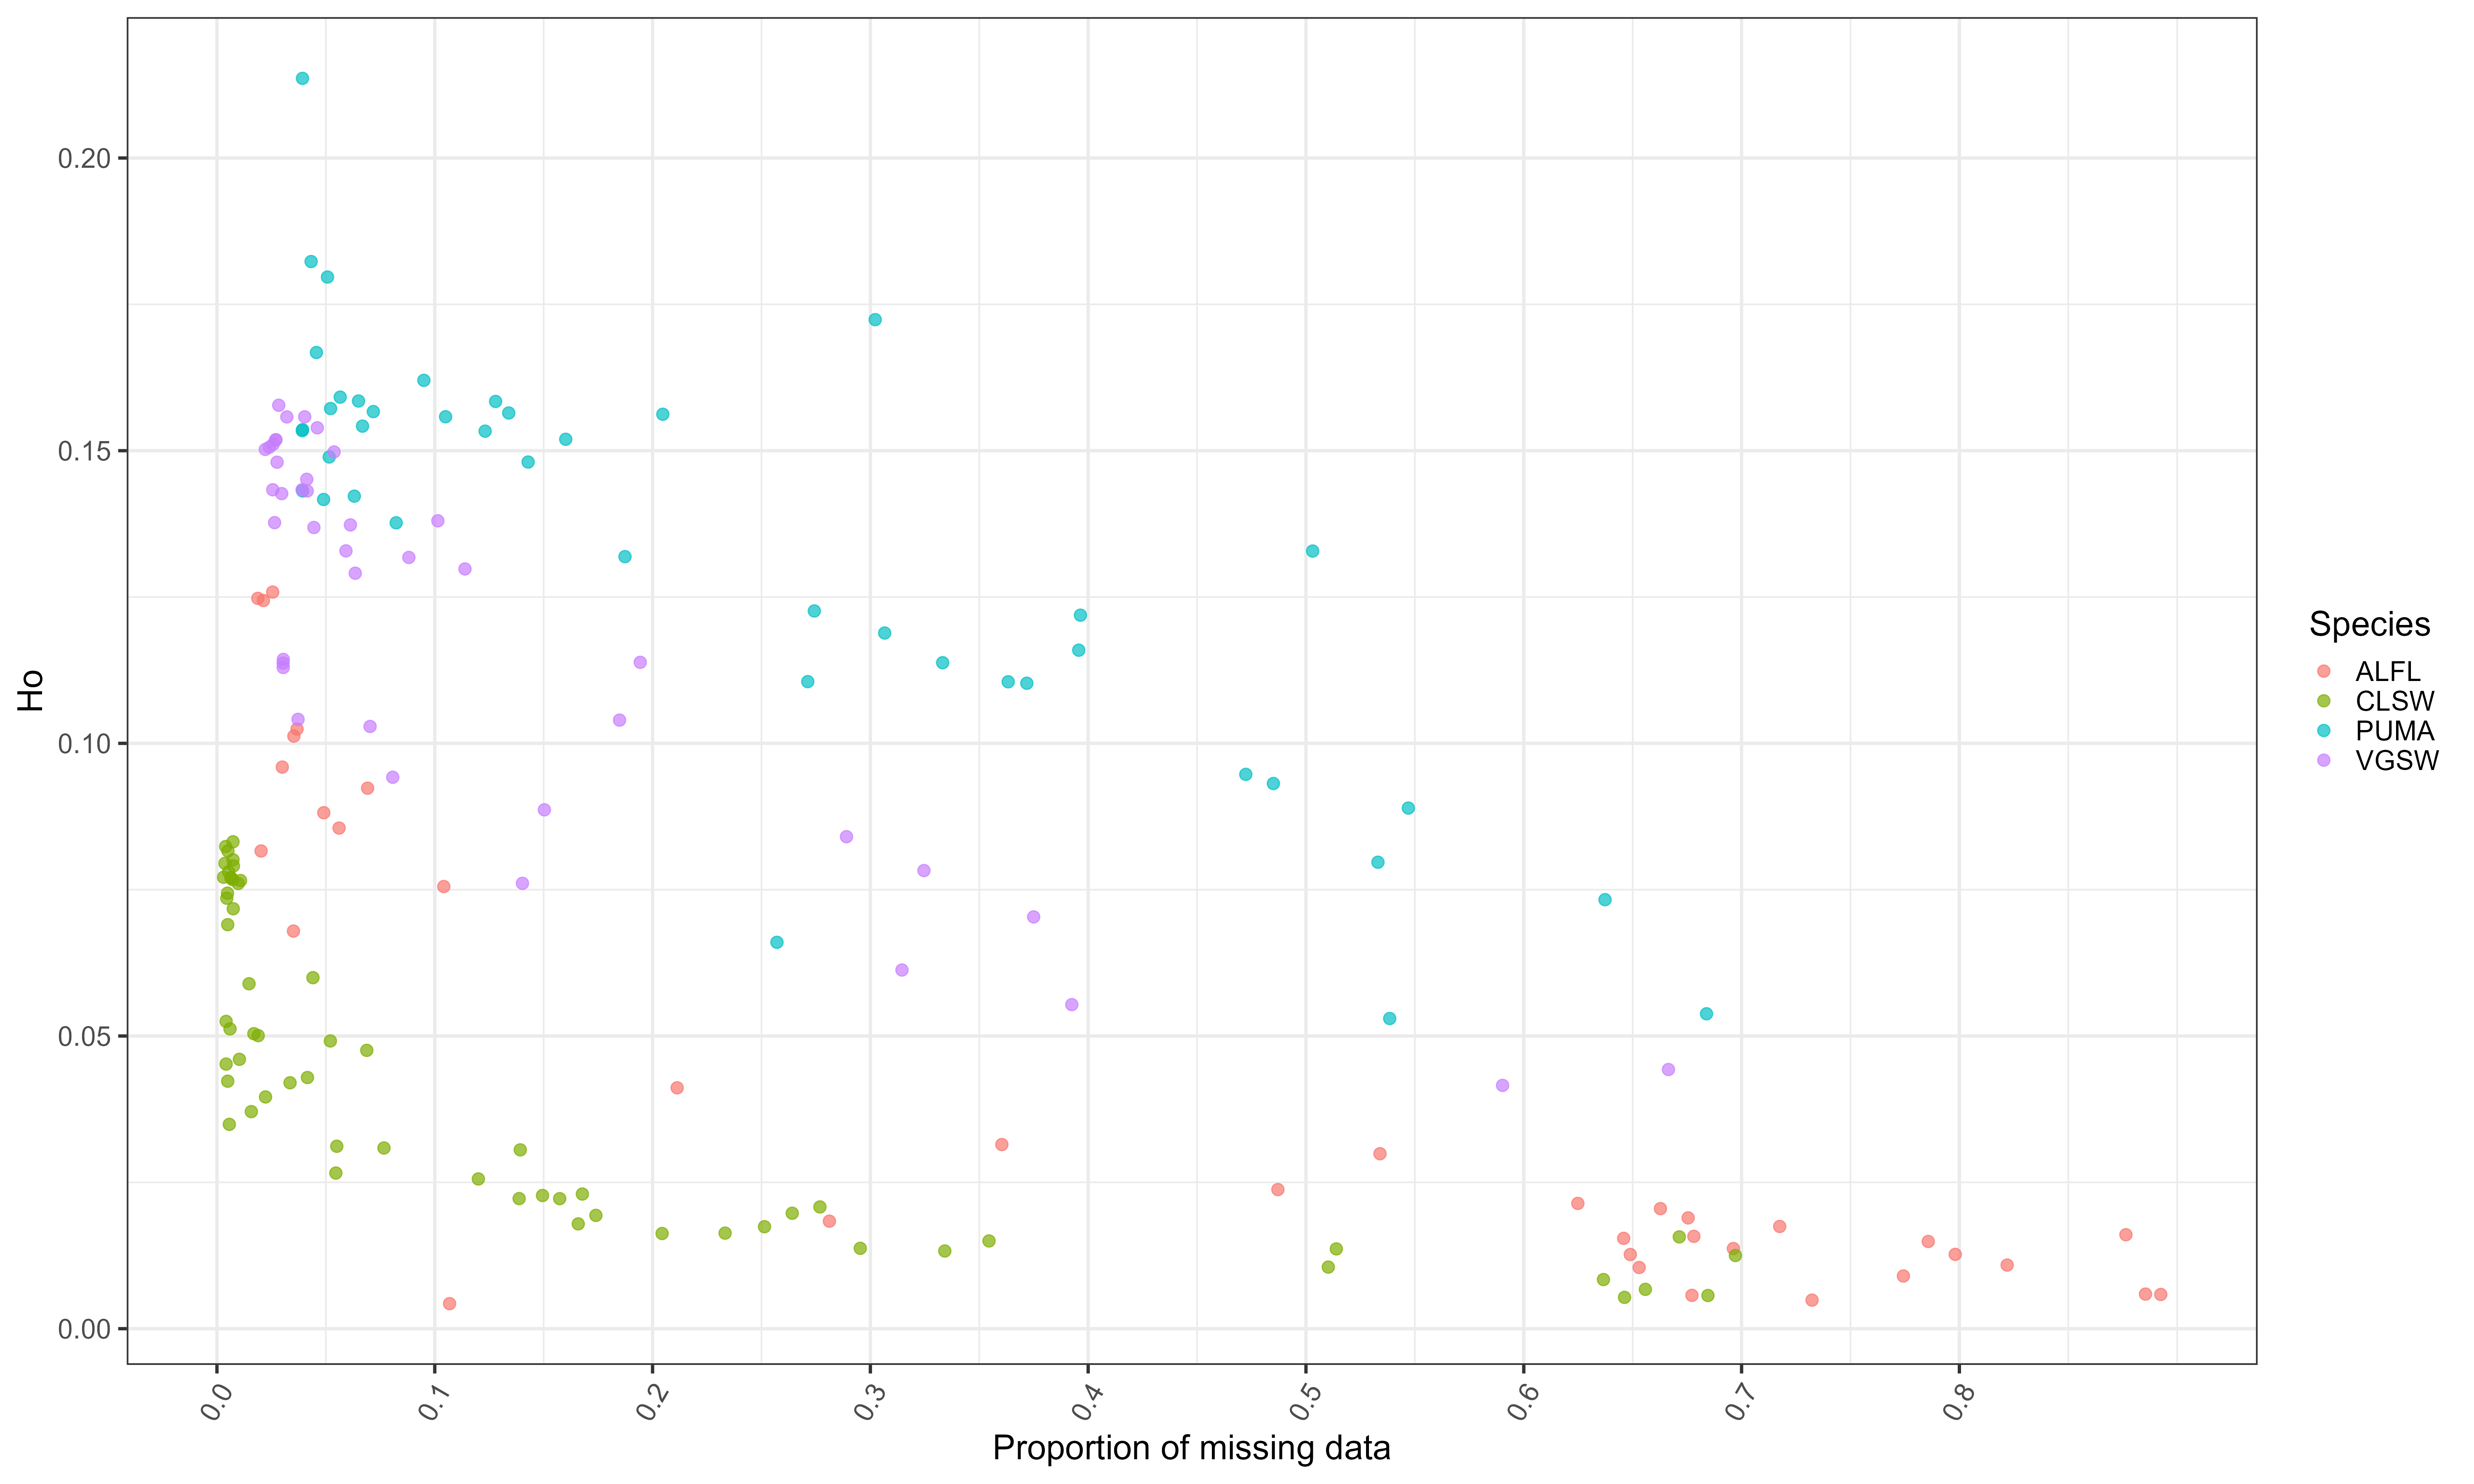 0.20
0.15
0.10
0.05
0.00
Ho
0.0 0.1 0.2 0.3 0.4 0.5 0.6 0.7 0.8
Proportion of missing data
Species
ALFL
CLSW
PUMA
VGSW